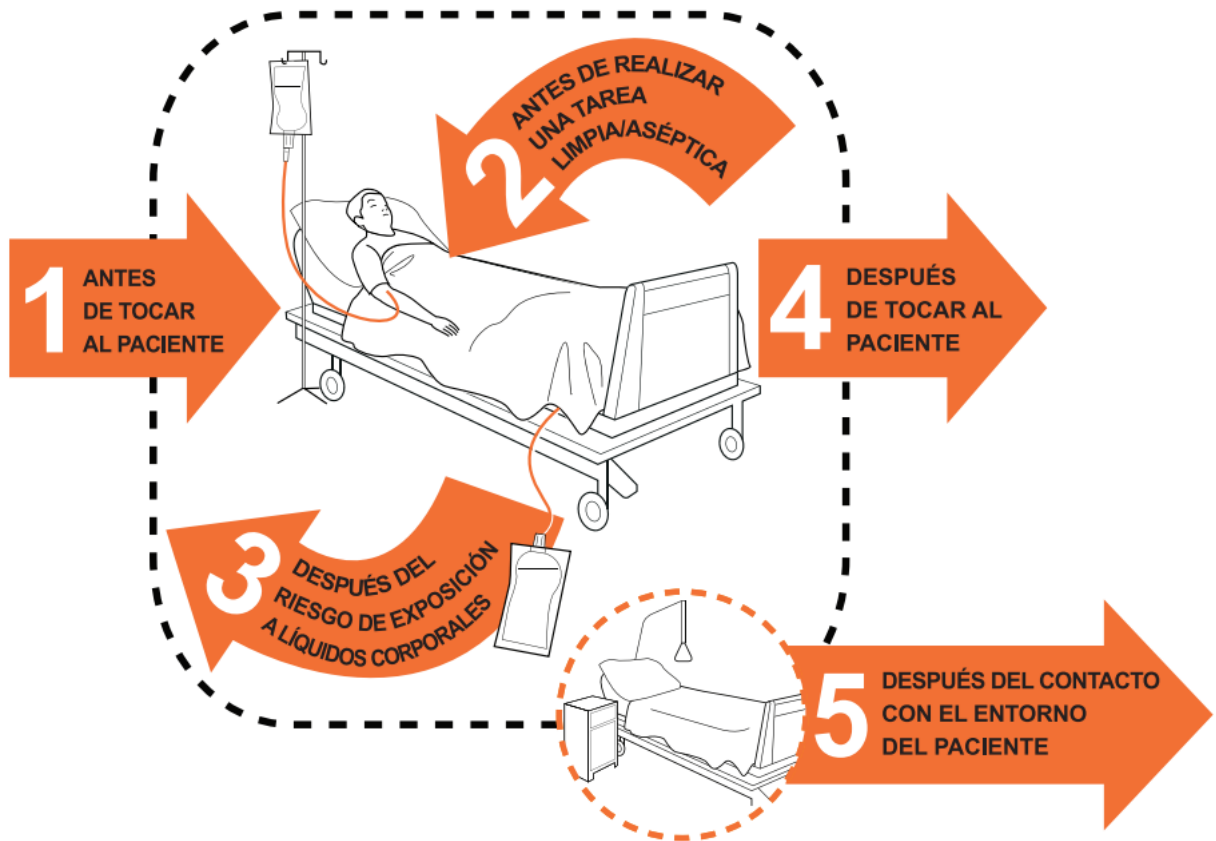 1
ANTES
DE TOCAR
AL PACIENTE
2
ANTES DE REALIZAR
UNA TAREA
LIMPIA/ASÉPTICA
3
DESPUÉS DEL
RIESGO DE EXPOSICIÓN
A LÍQUIDOS CORPORALES
4
DESPUÉS
DE TOCAR AL
PACIENTE
5
DESPUÉS DEL CONTACTO
CON EL ENTORNO
DEL PACIENTE